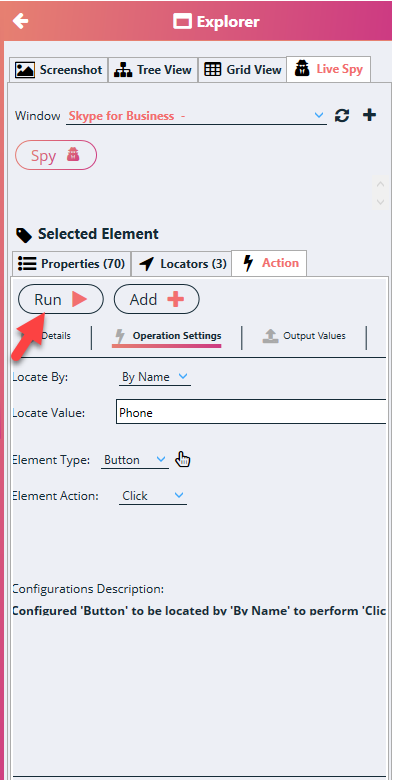 Explorer
Screenshot Tree View Grid View Live Spy
Window Skype for Business -
Spy
Selected Element
Properties (70) Locators (3) Action
Run Add
Details Operation Settings Output Values
Locate By: By Name
Locate Value: Phone
Element Type: Button
Element Action: Click
Configurations Description:
Configured 'Button' to be located by 'By Name' to perform 'Clic